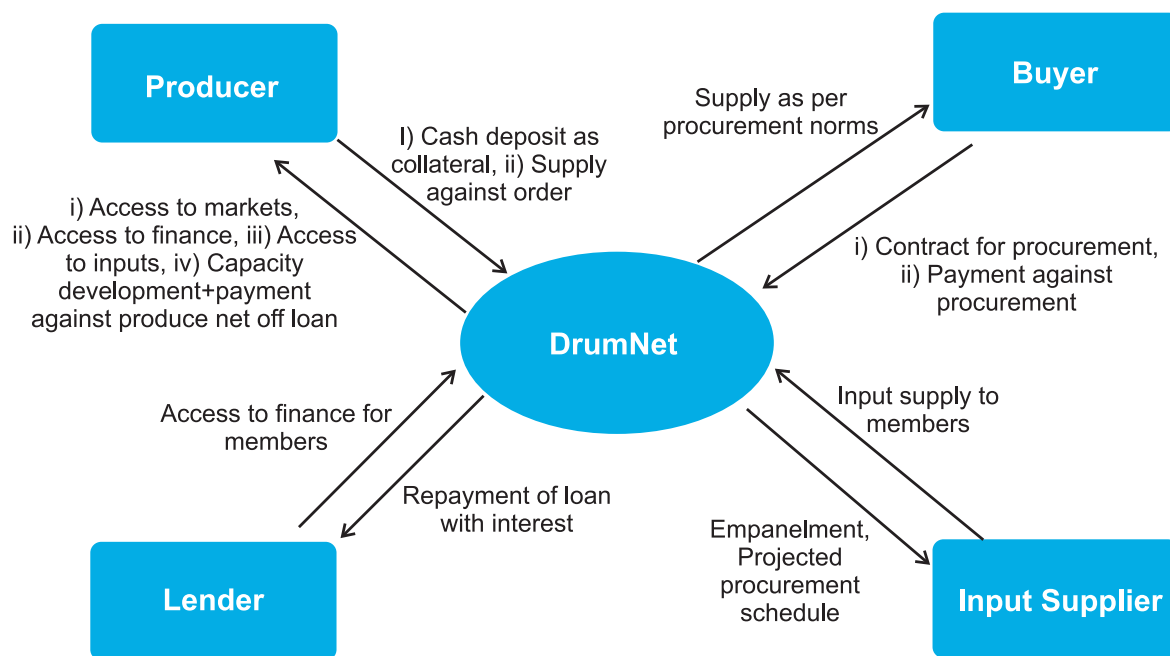 Producer
Buyer
Supply as per
procurement norms
I) Cash deposit as
collateral, ii) Supply
against order
i) Access to markets,
ii) Access to finance, iii) Access
to inputs, iv) Capacity
development+payment
against produce net off loan
i) Contract for procurement,
ii) Payment against
procurement
DrumNet
Access to finance for
members
Input supply to
members
Repayment of loan
with interest
Empanelment,
Projected
procurement
schedule
Lender
Input Supplier